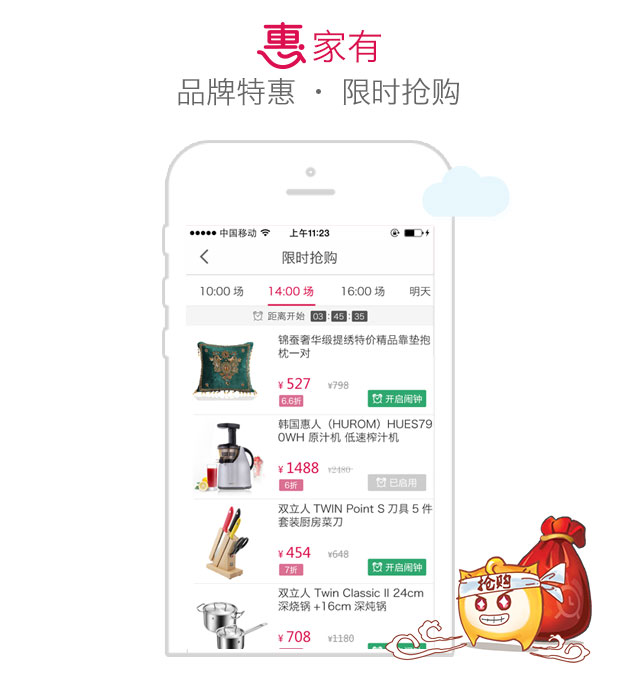 惠家有
品牌特惠 · 限时抢购
中国移动 上午11:23
限时抢购
10:00 场 14:00 场 16:00 场 明天
距离开始 03 : 45 : 35
锦蚕奢华级提绣特价精品靠垫抱
枕一对
¥ 527 ¥798
6.6折 开启闹钟
韩国惠人（HUROM）HUES79
0WH 原汁机 低速榨汁机
¥ 1488 ¥2480
6折 已启用
双立人 TWIN Point S 刀具 5 件
套装厨房菜刀
¥ 454 ¥648
7折 开启闹钟
双立人 Twin Classic II 24cm
深烧锅 +16cm 深炖锅
¥ 708 ¥1180
抢购